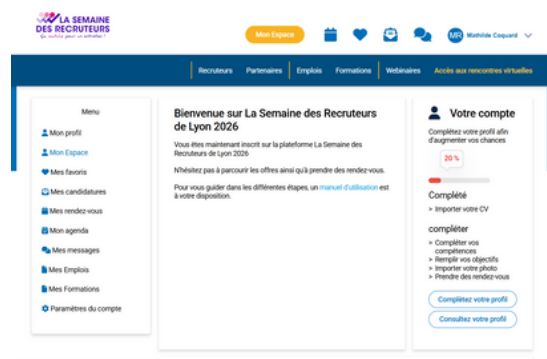 LA SEMAINE
DES RECRUTEURS
Mon Espace
MR Mathilde Coquard
Recruteurs Partenaires Emplois Formations Webinaires Accès aux rencontres virtuelles
Menu
Mon profil
Mon Espace
Mes favoris
Mes candidatures
Mes rendez-vous
Mon agenda
Mes messages
Mes Emplois
Mes Formations
Paramètres du compte
Bienvenue sur La Semaine des Recruteurs
de Lyon 2026
Vous êtes maintenant inscrit sur la plateforme La Semaine des
Recruteurs de Lyon 2026
N'hésitez pas à parcourir les offres ainsi qu'à prendre des rendez-vous.
Pour vous guider dans les différentes étapes, un manuel d'utilisation est
à votre disposition.
Votre compte
Complétez votre profil afin
d'augmenter vos chances
20 %
Complété
> Importer votre CV
compléter
> Compléter vos
compétences
> Remplir vos objectifs
> Importer votre photo
> Prendre des rendez-vous
Complétez votre profil
Consultez votre profil